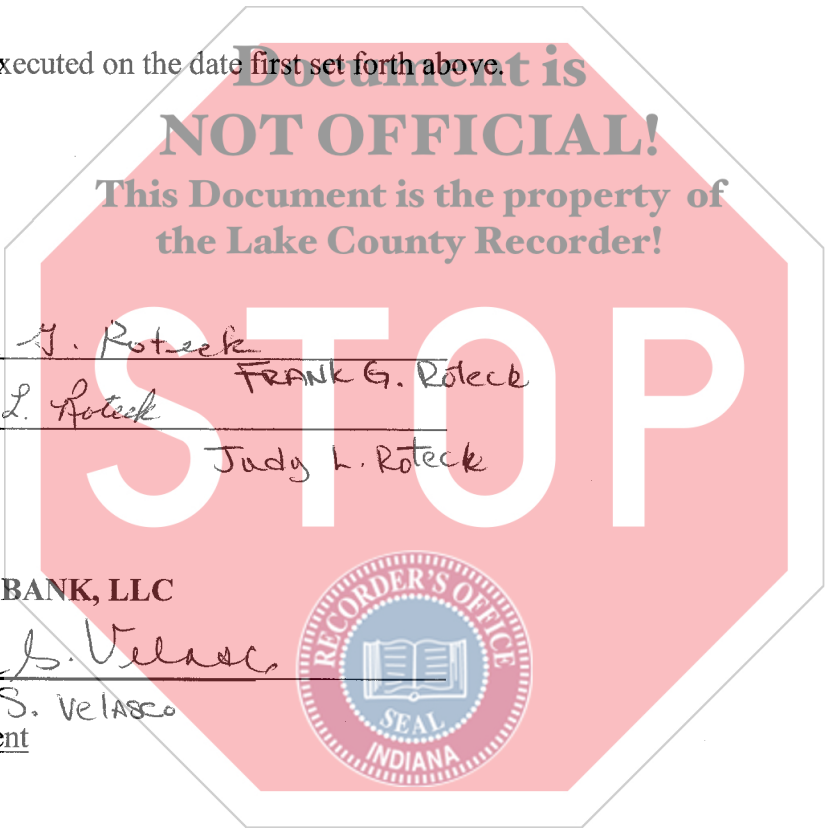 xecuted on the date first set forth above.
Document is
NOT OFFICIAL!
This Document is the property of
the Lake County Recorder!
STOP
G. Roteck
FRANK G. Roteck
L. Roteck
Judy L. Roteck
BANK, LLC
S. Velasco
S. VelAsco
ent
RECORDER'S OFFICE
SEAL
INDIANA